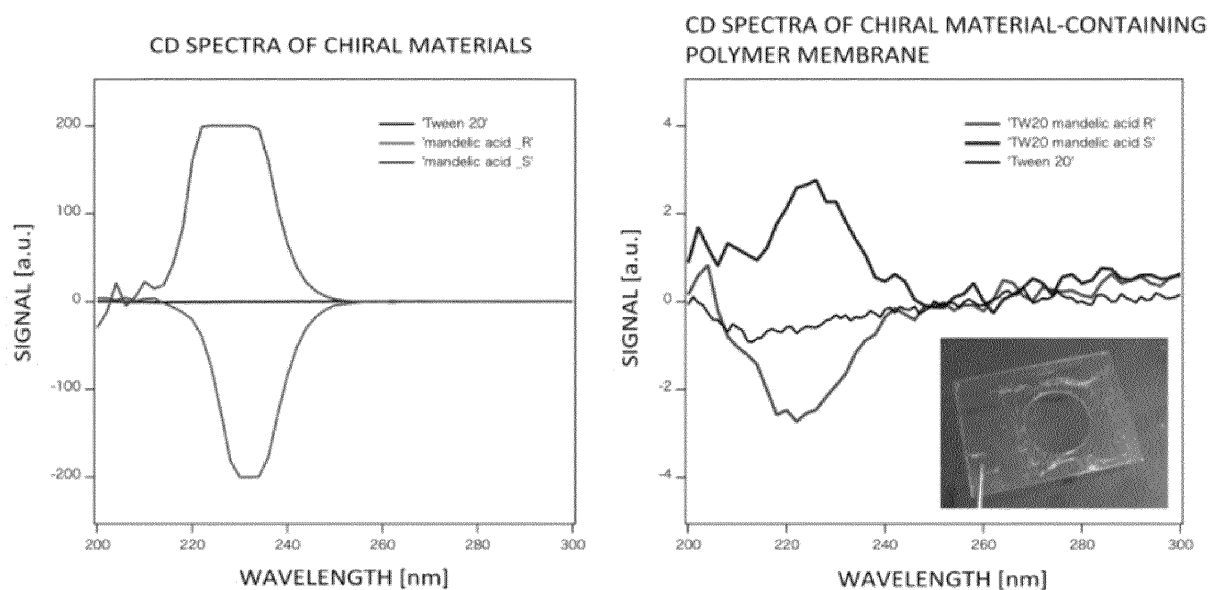 CD SPECTRA OF CHIRAL MATERIALS
200
100
0
-100
-200
SIGNAL [a.u.]
'Tween 20'
'mandelic acid _R'
'mandelic acid _S'
200
220
240
260
280
300
WAVELENGTH [nm]
CD SPECTRA OF CHIRAL MATERIAL-CONTAINING
POLYMER MEMBRANE
4
2
0
-2
-4
SIGNAL [a.u.]
'TW20 mandelic acid R'
'TW20 mandelic acid S'
'Tween 20'
200
220
240
260
280
300
WAVELENGTH [nm]